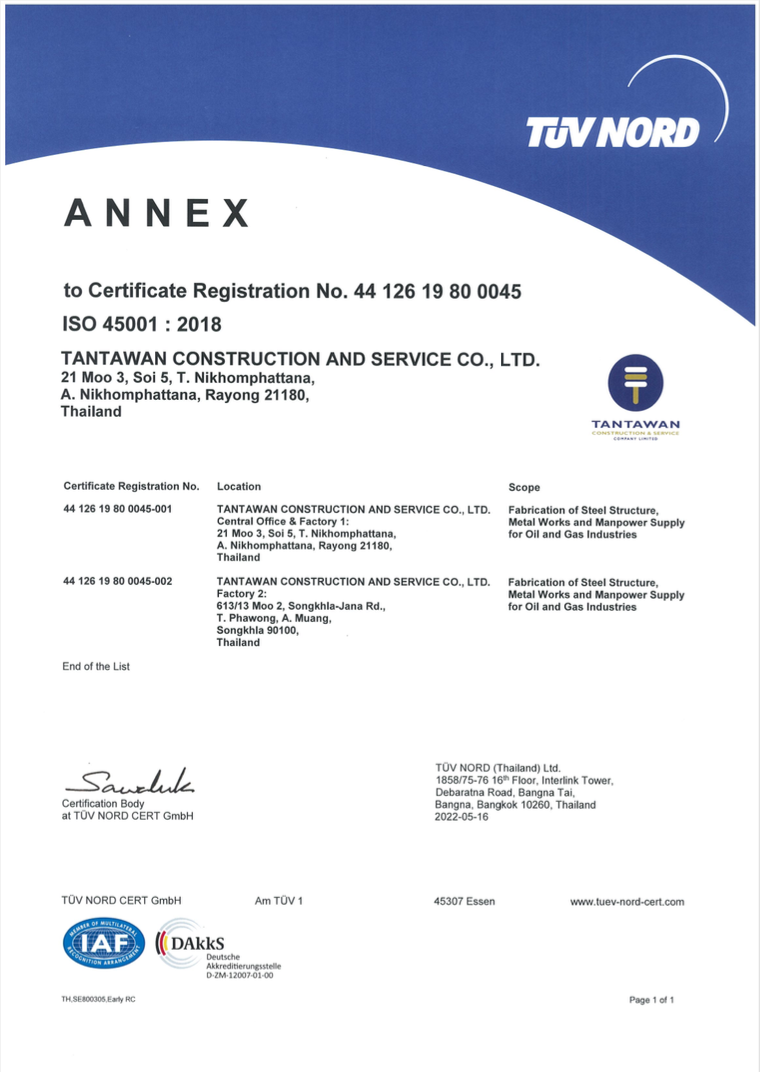 TÜV NORD
ANNEX
to Certificate Registration No. 44 126 19 80 0045
ISO 45001 : 2018
TANTAWAN CONSTRUCTION AND SERVICE CO., LTD.
21 Moo 3, Soi 5, T. Nikhomphattana,
A. Nikhomphattana, Rayong 21180,
Thailand
TANTAWAN
CONSTRUCTION & SERVICE
COMPANY LIMITED
Certificate Registration No. Location Scope
44 126 19 80 0045-001 TANTAWAN CONSTRUCTION AND SERVICE CO., LTD. Fabrication of Steel Structure,
Central Office & Factory 1: Metal Works and Manpower Supply
21 Moo 3, Soi 5, T. Nikhomphattana, for Oil and Gas Industries
A. Nikhomphattana, Rayong 21180,
Thailand
44 126 19 80 0045-002 TANTAWAN CONSTRUCTION AND SERVICE CO., LTD. Fabrication of Steel Structure,
Factory 2: Metal Works and Manpower Supply
613/13 Moo 2, Songkhla-Jana Rd., for Oil and Gas Industries
T. Phawong, A. Muang,
Songkhla 90100,
Thailand
End of the List
Certification Body
at TÜV NORD CERT GmbH
TÜV NORD (Thailand) Ltd.
1858/75-76 16th Floor, Interlink Tower,
Debaratna Road, Bangna Tai,
Bangna, Bangkok 10260, Thailand
2022-05-16
TÜV NORD CERT GmbH Am TÜV 1 45307 Essen www.tuev-nord-cert.com
MEMBER OF MULTILATERAL
IAF
RECOGNITION ARRANGEMENT
DAkkS
Deutsche
Akkreditierungsstelle
D-ZM-12007-01-00
TH,SE800305,Early RC Page 1 of 1